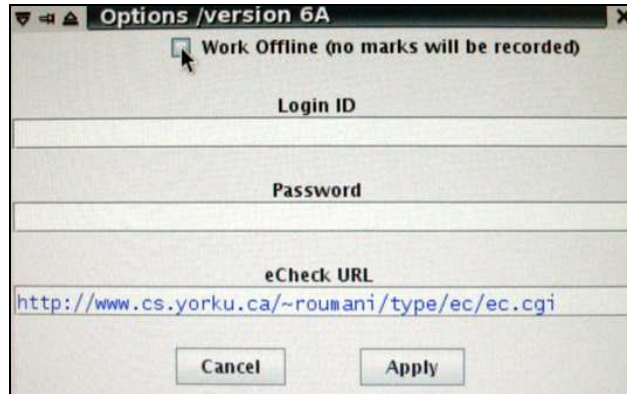 Options /version 6A
Work Offline (no marks will be recorded)
Login ID
Password
eCheck URL
http://www.cs.yorku.ca/~roumani/type/ec/ec.cgi
Cancel Apply